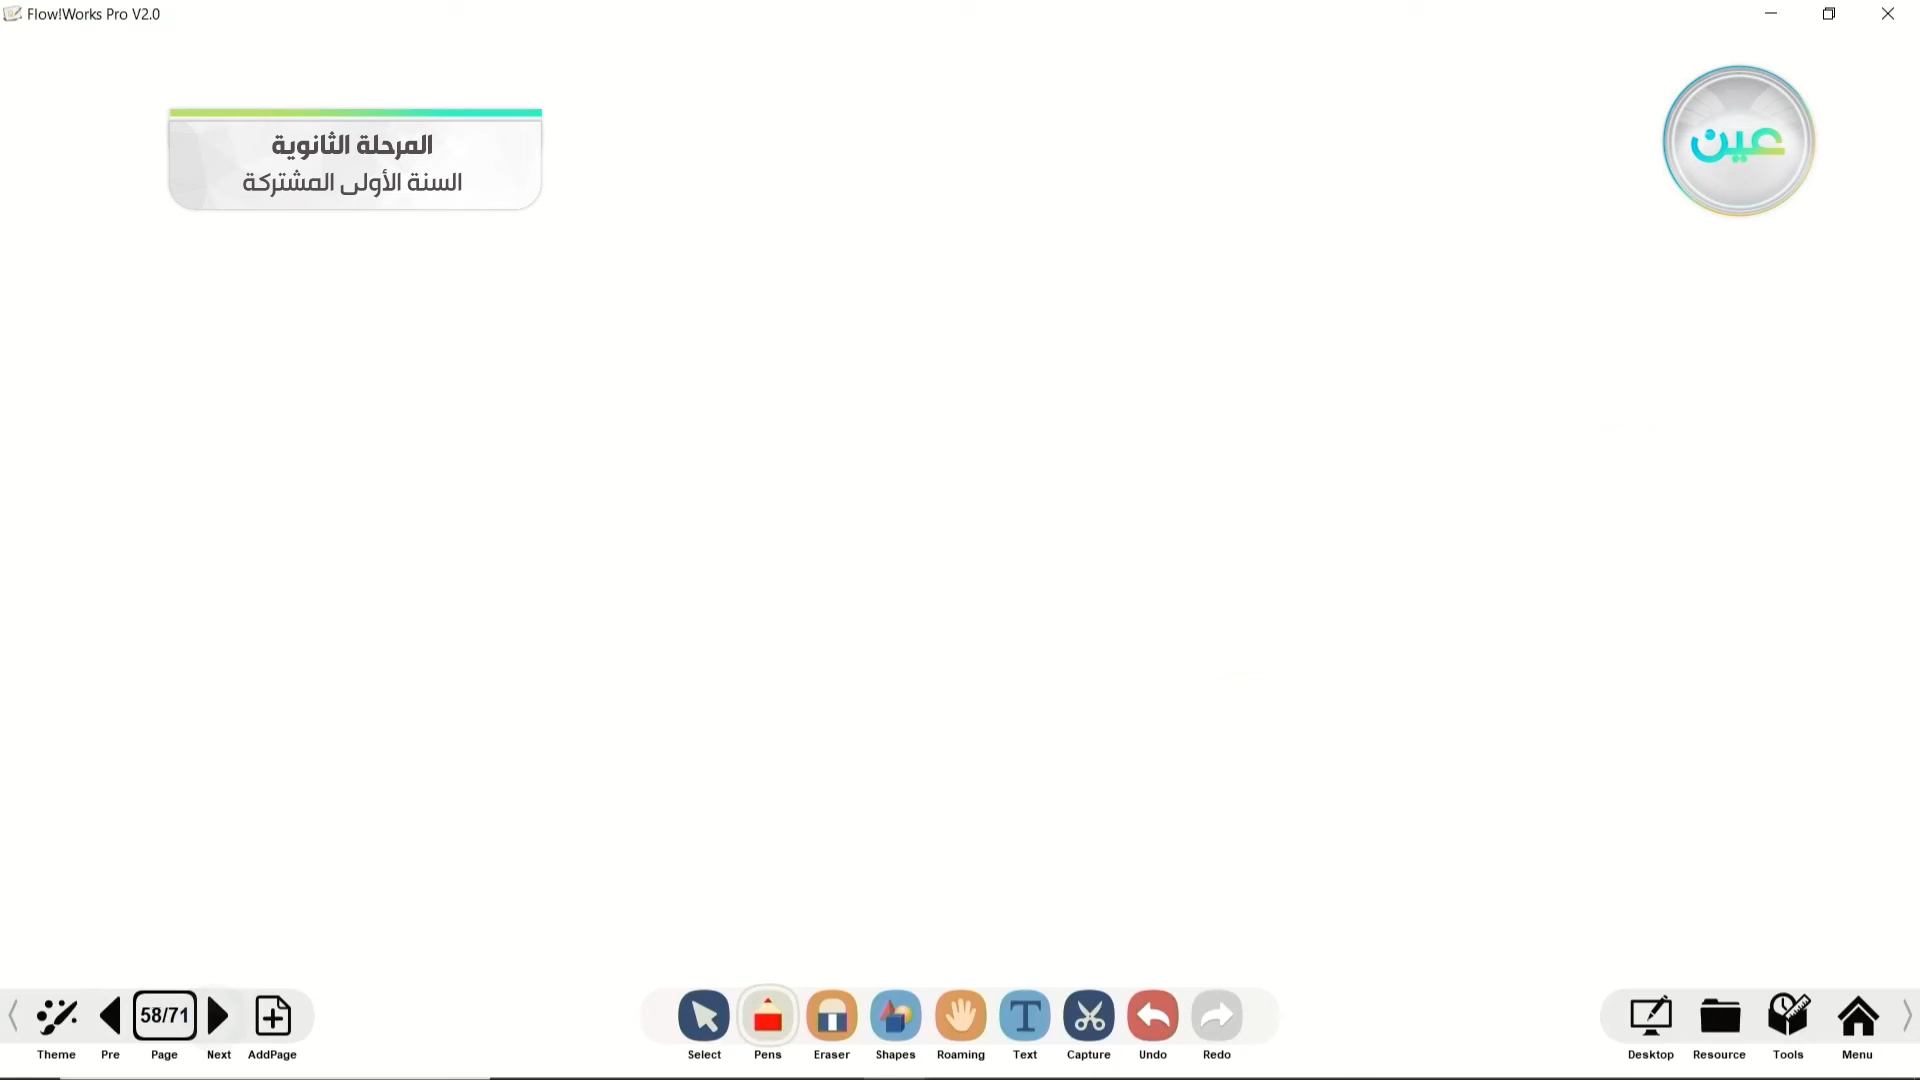 Flow!Works Pro V2.0
المرحلة الثانوية
السنة الأولى المشتركة
عين
58/71
Theme
Pre
Page
Next
AddPage
Select
Pens
Eraser
Shapes
Roaming
T
Text
Capture
Undo
Redo
Desktop
Resource
Tools
Menu